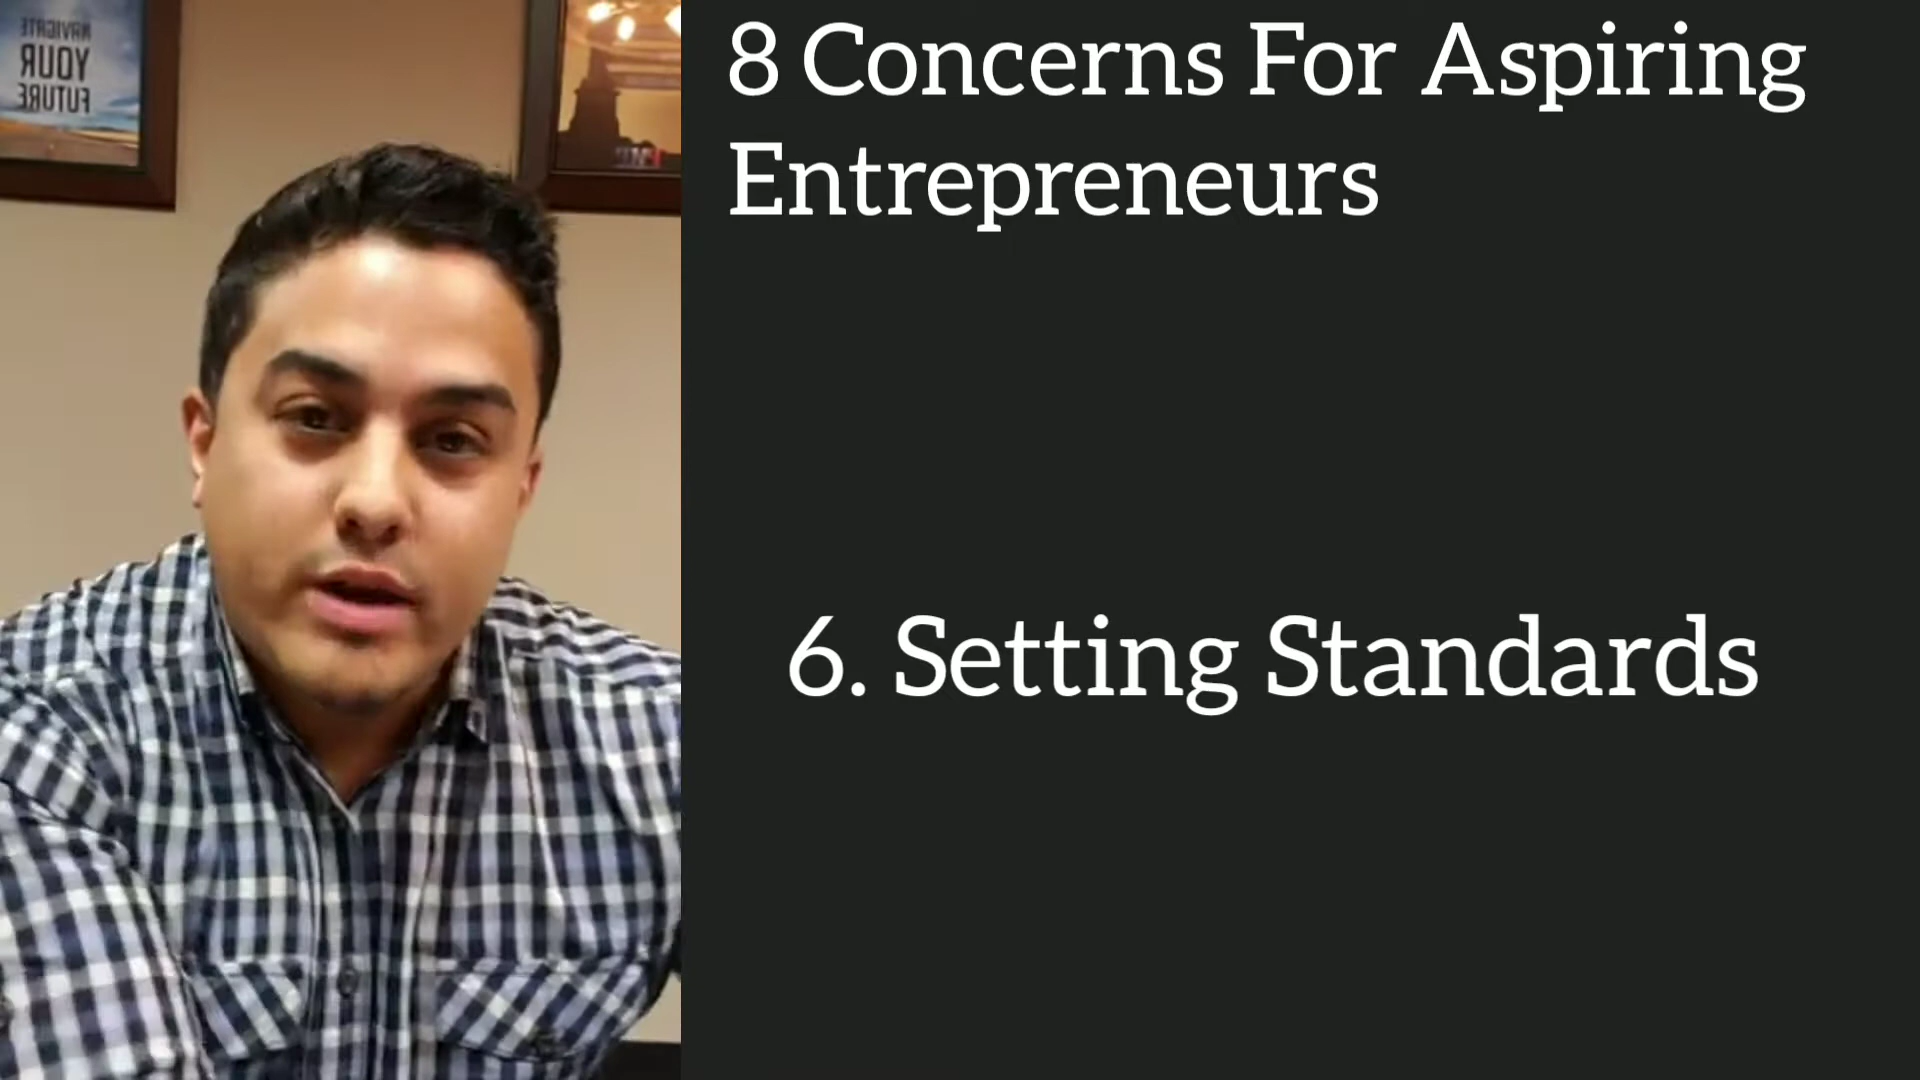 NAVIGATE
YOUR
FUTURE
8 Concerns For Aspiring
Entrepreneurs
6. Setting Standards